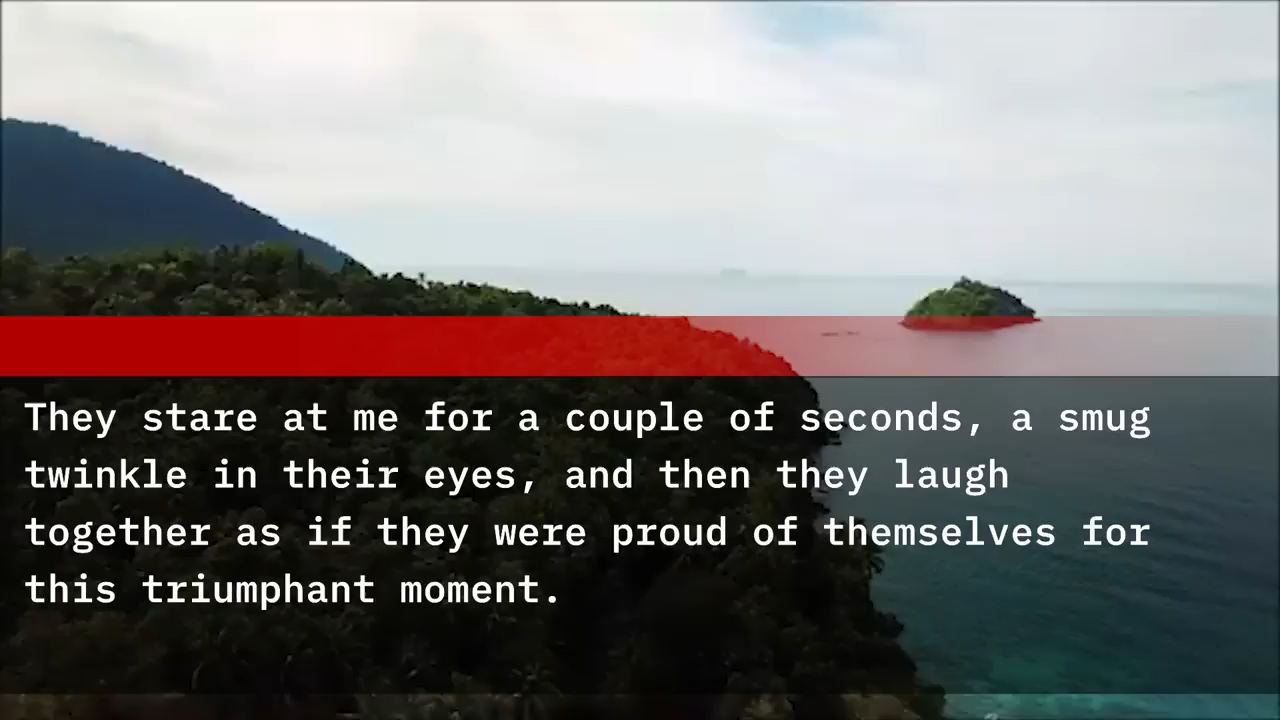 They stare at me for a couple of seconds, a smug
twinkle in their eyes, and then they laugh
together as if they were proud of themselves for
this triumphant moment.